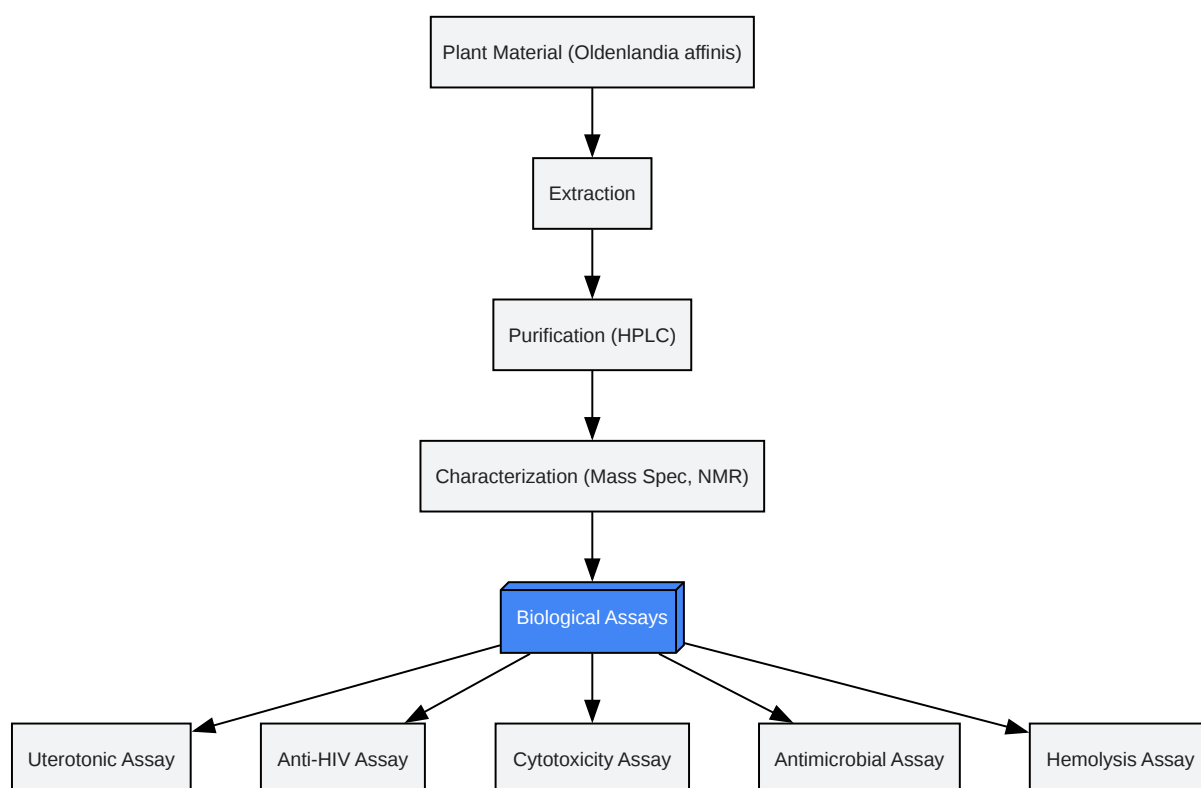 Plant Material (Oldenlandia affinis)
Extraction
Purification (HPLC)
Characterization (Mass Spec, NMR)
Biological Assays
Uterotonic Assay
Anti-HIV Assay
Cytotoxicity Assay
Antimicrobial Assay
Hemolysis Assay